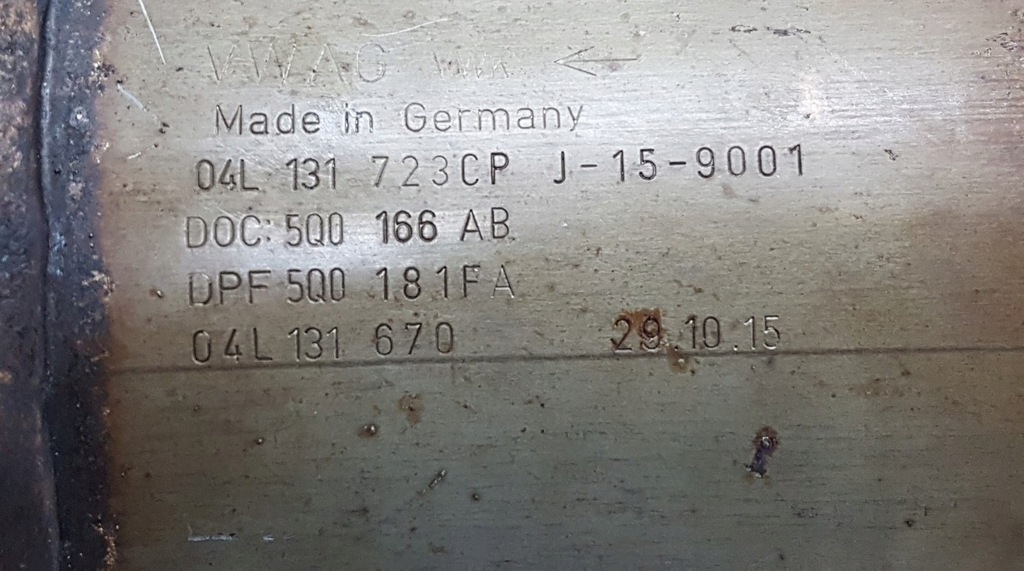 VWAG VWK ←
Made in Germany
04L 131 723CP J-15-9001
DOC: 5Q0 166 AB
DPF 5Q0 181FA
04L 131 670 29.10.15